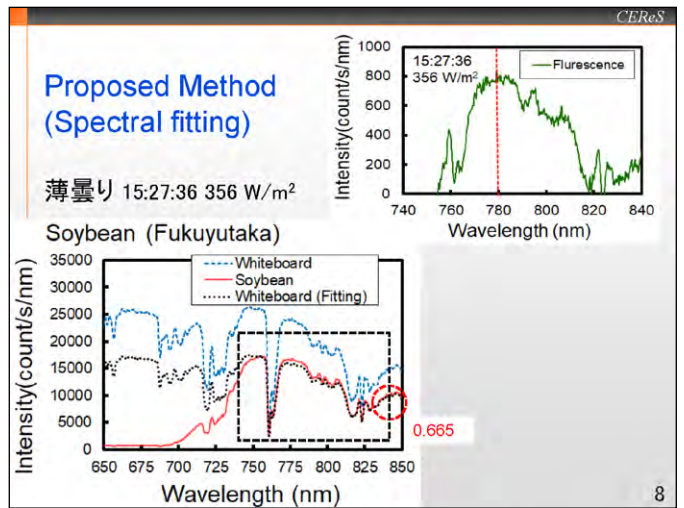 CEReS
Proposed Method
(Spectral fitting)
薄曇り 15:27:36 356 W/m²
Intensity(count/s/nm)
1000
800
600
400
200
0
15:27:36
356 W/m²
Flurescence
740 760 780 800 820 840
Wavelength (nm)
Soybean (Fukuyutaka)
Intensity(count/s/nm)
35000
30000
25000
20000
15000
10000
5000
0
Whiteboard
Soybean
Whiteboard (Fitting)
0.665
650 675 700 725 750 775 800 825 850
Wavelength (nm)
8